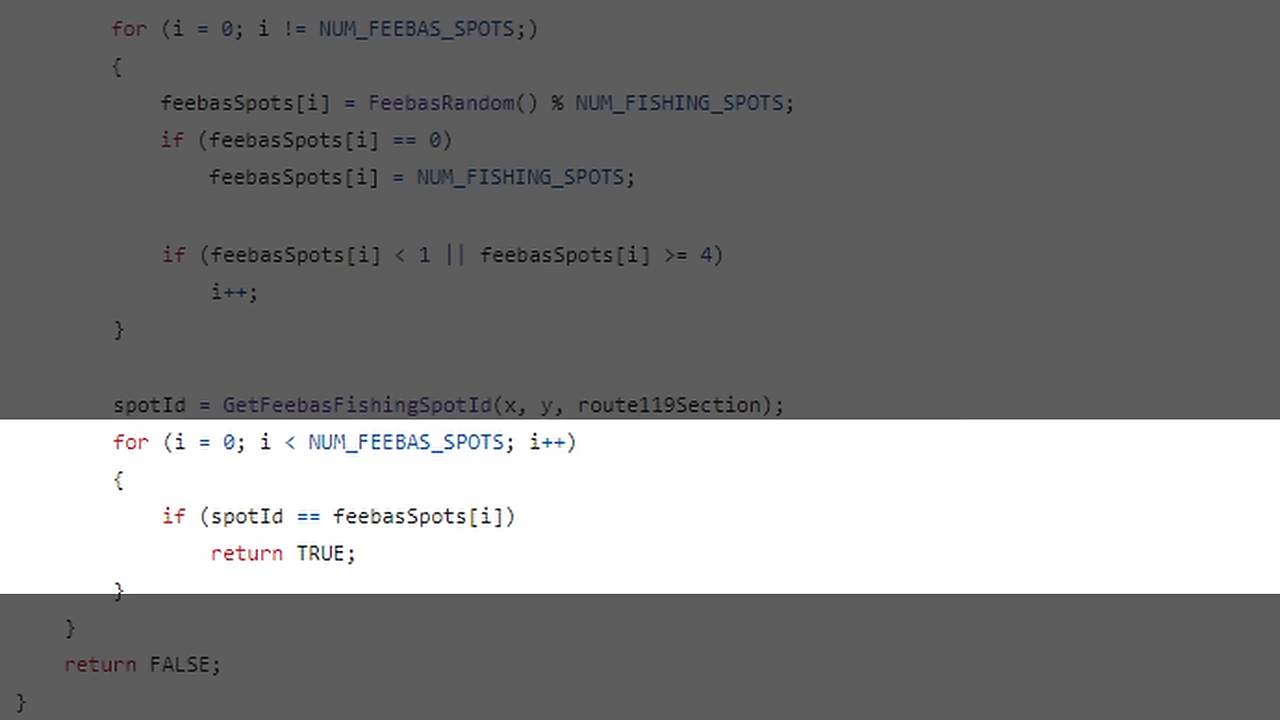 for (i = 0; i != NUM_FEEBAS_SPOTS;)
{
feebasSpots[i] = FeebasRandom() % NUM_FISHING_SPOTS;
if (feebasSpots[i] == 0)
feebasSpots[i] = NUM_FISHING_SPOTS;
if (feebasSpots[i] < 1 || feebasSpots[i] >= 4)
i++;
}
spotId = GetFeebasFishingSpotId(x, y, route119Section);
for (i = 0; i < NUM_FEEBAS_SPOTS; i++)
{
if (spotId == feebasSpots[i])
return TRUE;
}
}
return FALSE;
}